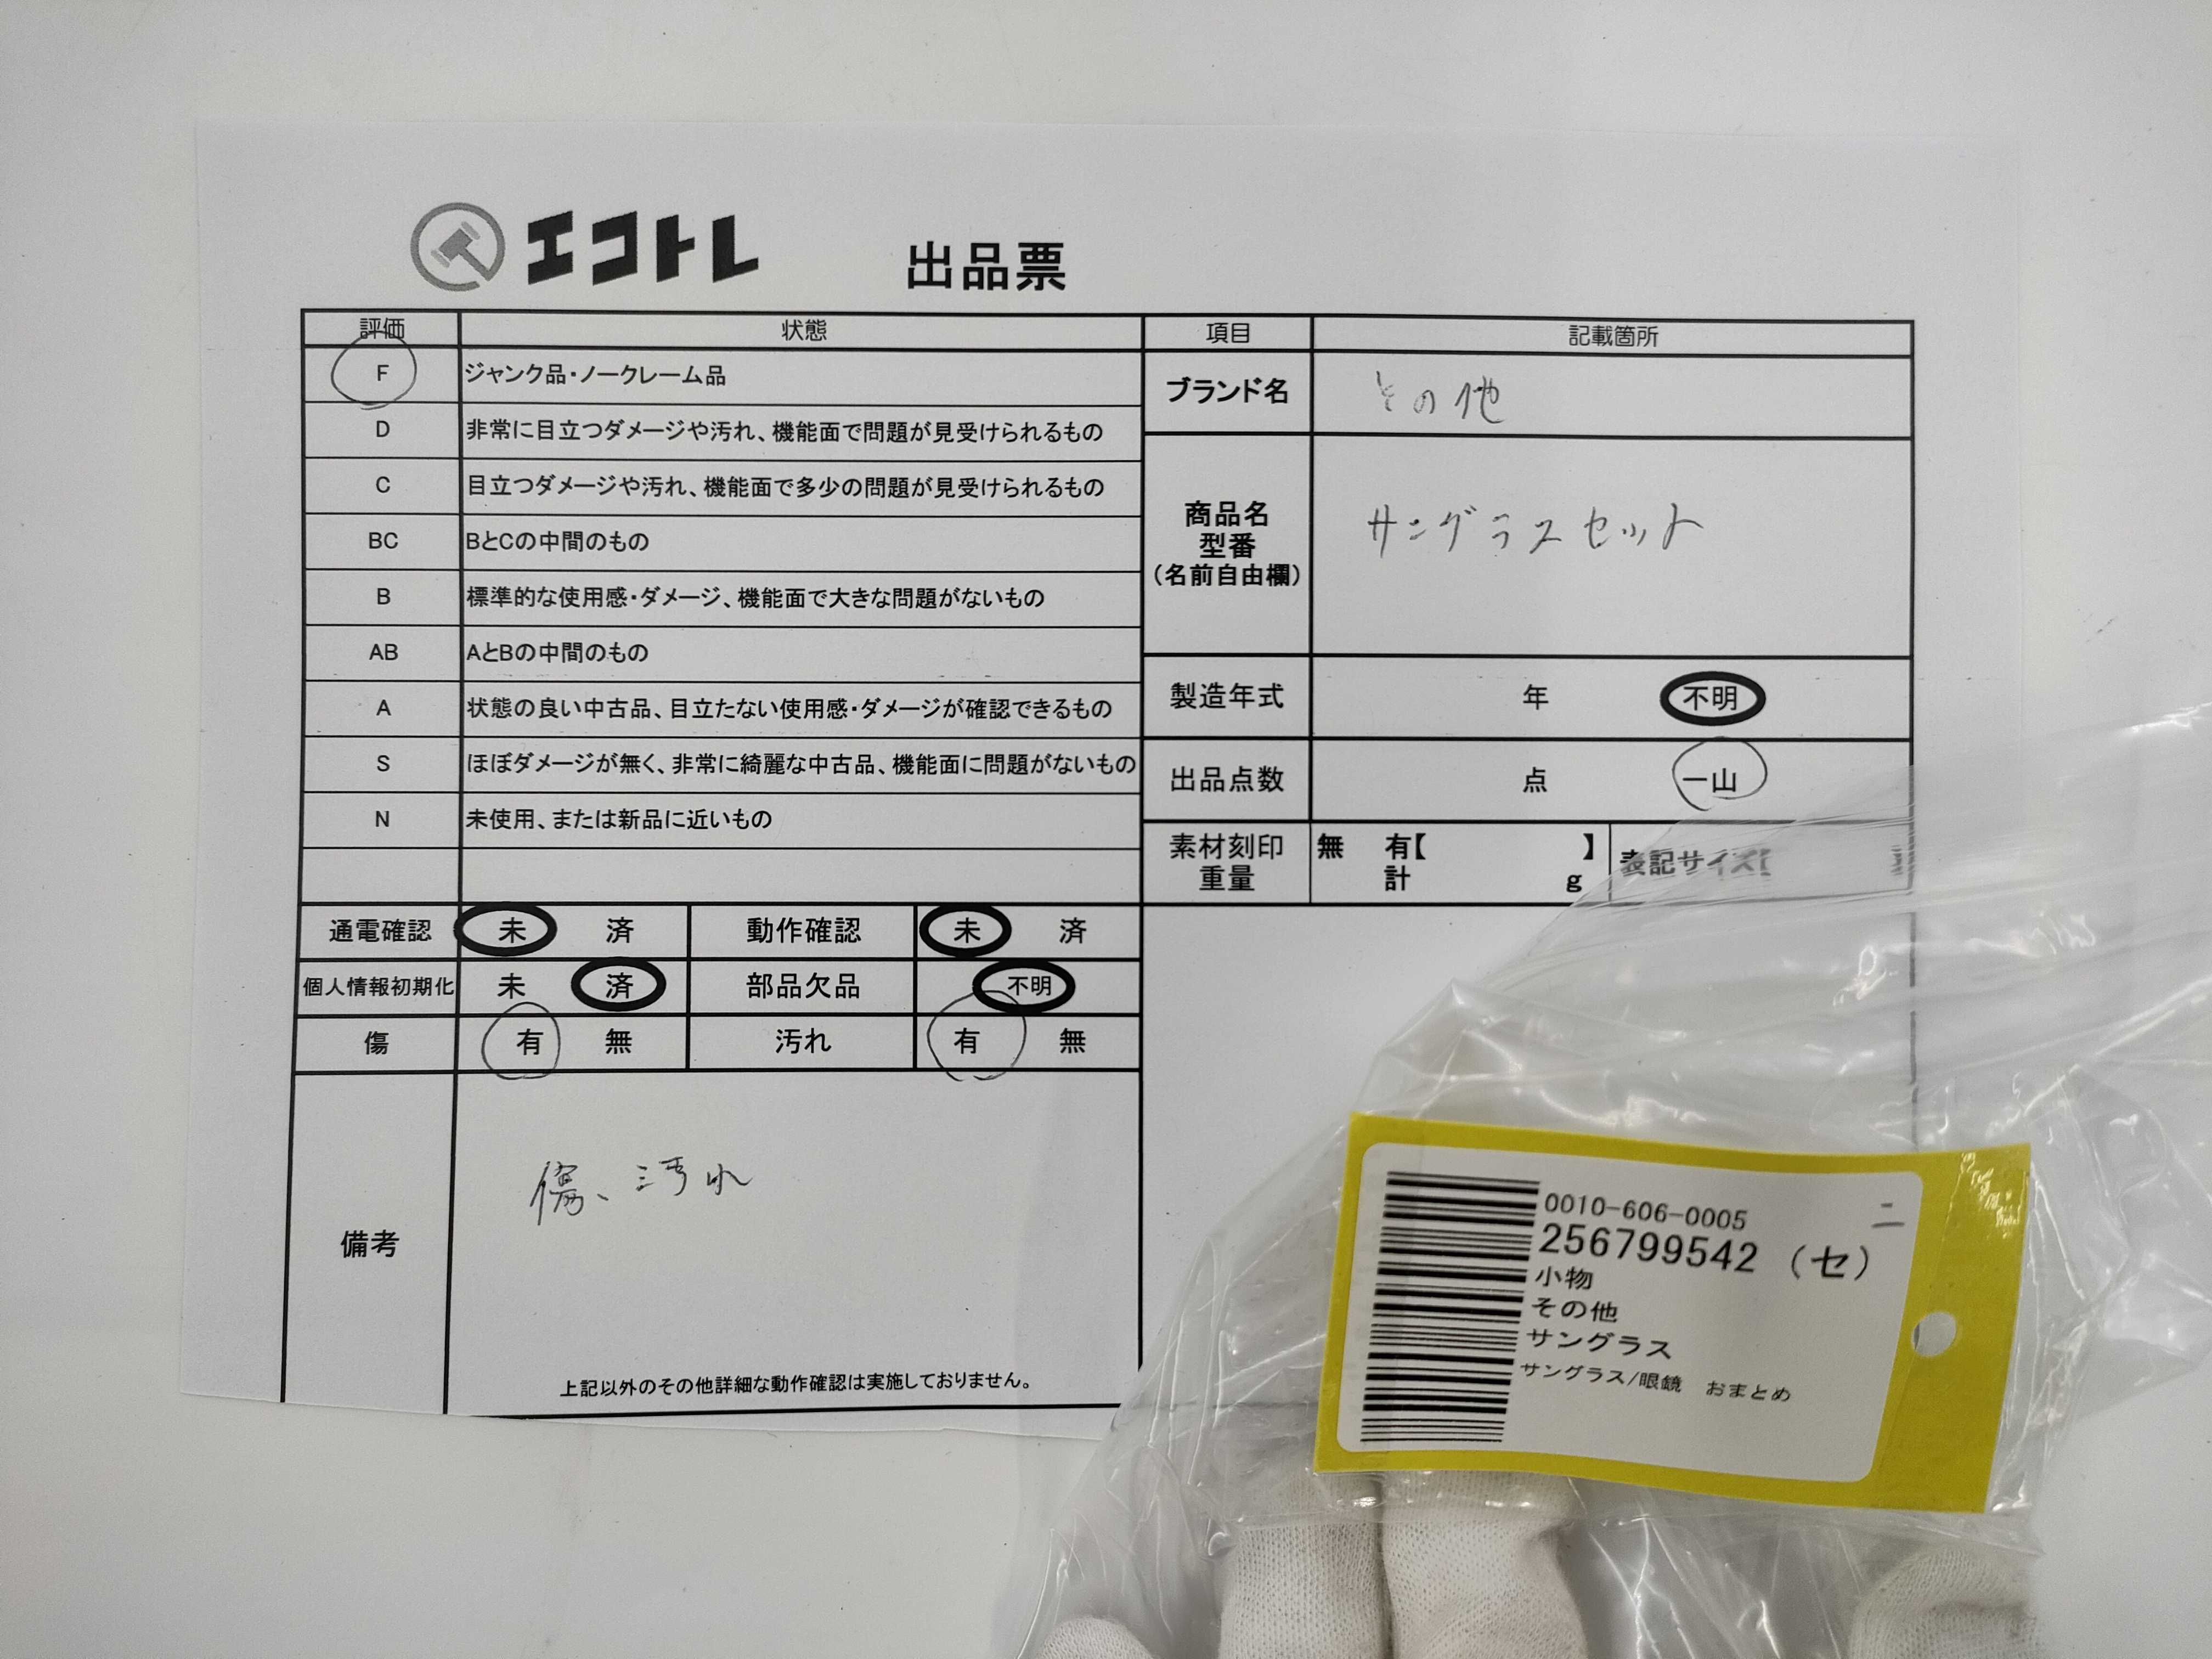 エコトレ 出品票
評価 状態
F ジャンク品・ノークレーム品
D 非常に目立つダメージや汚れ、機能面で問題が見受けられるもの
C 目立つダメージや汚れ、機能面で多少の問題が見受けられるもの
BC BとCの中間のもの
B 標準的な使用感・ダメージ、機能面で大きな問題がないもの
AB AとBの中間のもの
A 状態の良い中古品、目立たない使用感・ダメージが確認できるもの
S ほぼダメージが無く、非常に綺麗な中古品、機能面に問題がないもの
N 未使用、または新品に近いもの
項目 記載箇所
ブランド名 その他
商品名
型番
(名前自由欄)
サングラスセット
製造年式 年 不明
出品点数 点 一山
素材刻印
重量
無 有【 】
計 g
表記サイズ【
通電確認 未 済 動作確認 未 済
個人情報初期化 未 済 部品欠品 不明
傷 有 無 汚れ 有 無
備考
傷、汚れ
上記以外のその他詳細な動作確認は実施しておりません。
0010-606-0005 ニ
256799542 (セ)
小物
その他
サングラス
サングラス/眼鏡 おまとめ